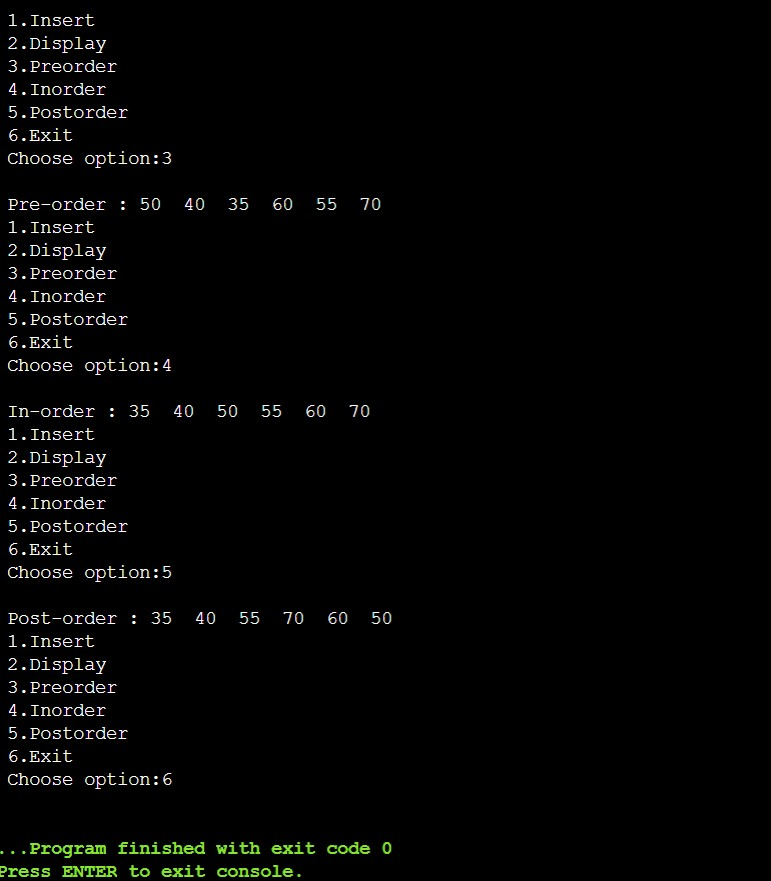 1.Insert
2.Display
3.Preorder
4.Inorder
5.Postorder
6.Exit
Choose option:3
Pre-order : 50  40  35  60  55  70
1.Insert
2.Display
3.Preorder
4.Inorder
5.Postorder
6.Exit
Choose option:4
In-order : 35  40  50  55  60  70
1.Insert
2.Display
3.Preorder
4.Inorder
5.Postorder
6.Exit
Choose option:5
Post-order : 35  40  55  70  60  50
1.Insert
2.Display
3.Preorder
4.Inorder
5.Postorder
6.Exit
Choose option:6
...Program finished with exit code 0
Press ENTER to exit console.